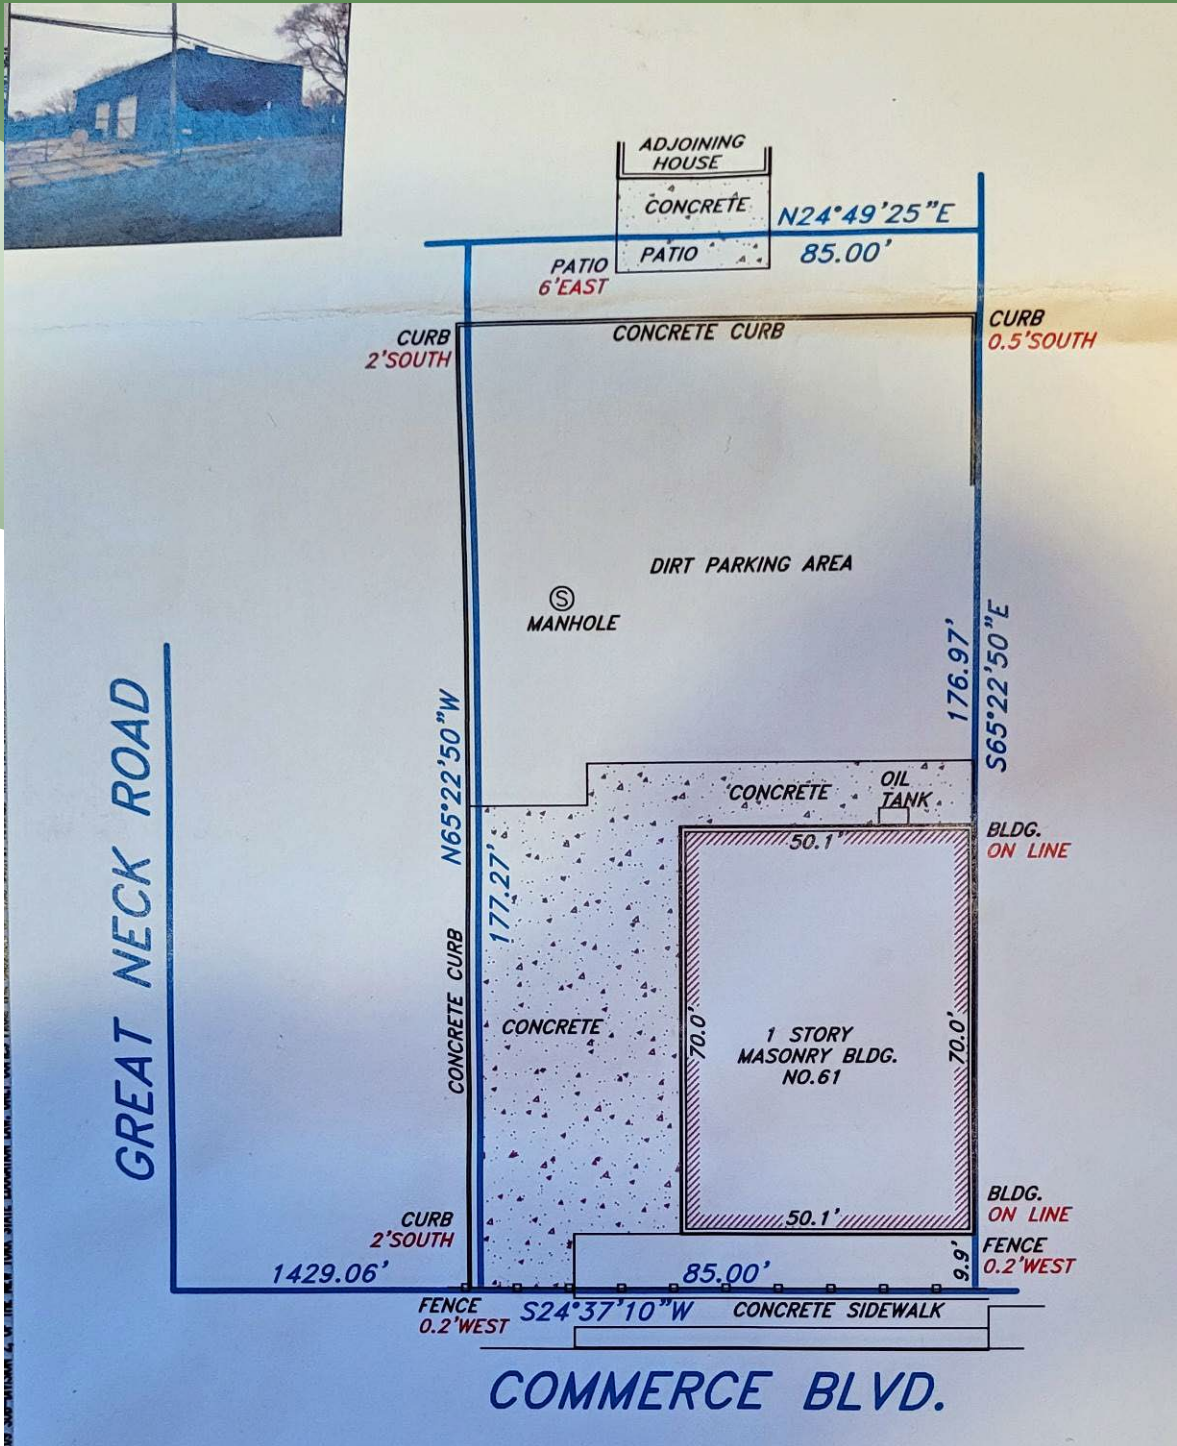 ADJOINING
HOUSE
CONCRETE
N24°49'25"E
PATIO
85.00'
PATIO
6'EAST
CURB
2'SOUTH
CONCRETE CURB
CURB
0.5'SOUTH
DIRT PARKING AREA
S
MANHOLE
176.97'
S65°22'50"E
N65°22'50"W
177.27'
GREAT NECK ROAD
CONCRETE
OIL
TANK
50.1'
BLDG.
ON LINE
CONCRETE CURB
CONCRETE
70.0'
1 STORY
MASONRY BLDG.
NO.61
70.0'
50.1'
BLDG.
ON LINE
CURB
2'SOUTH
9.9'
FENCE
0.2'WEST
1429.06'
85.00'
FENCE
0.2'WEST
S24°37'10"W
CONCRETE SIDEWALK
COMMERCE BLVD.